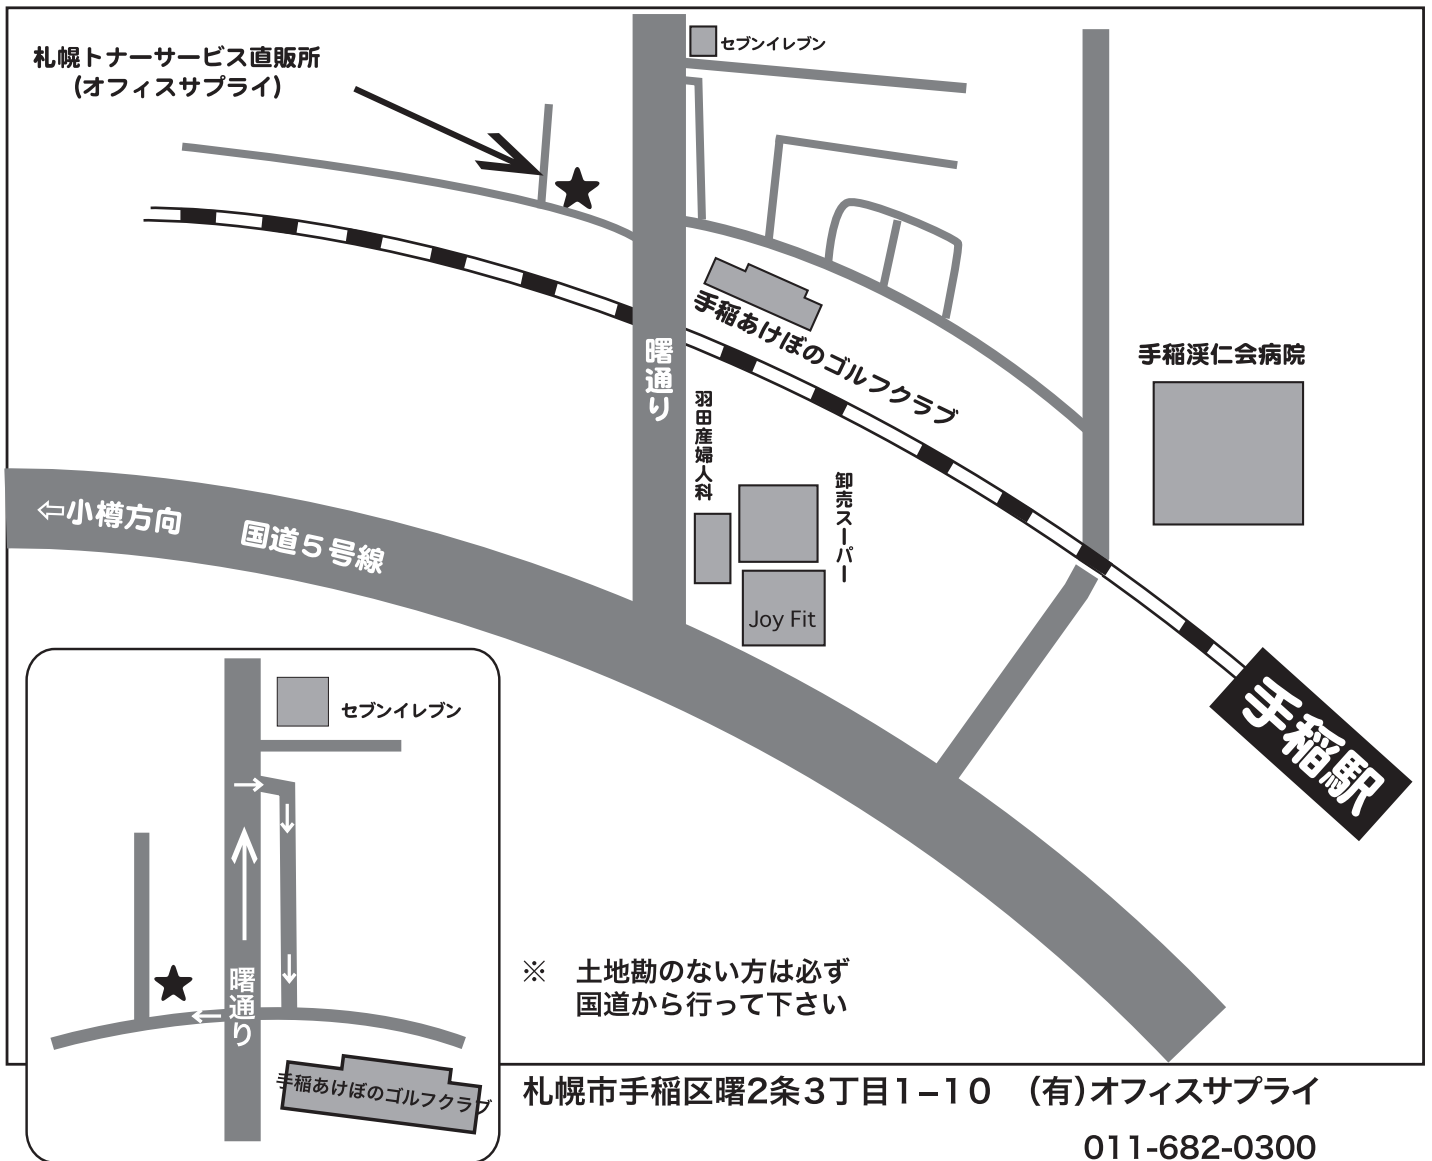 札幌トナーサービス直販所
(オフィスサプライ)
セブンイレブン
手稲あけぼのゴルフクラブ
曙通り
手稲渓仁会病院
羽田産婦人科
卸売スーパー
Joy Fit
⇦小樽方向 国道5号線
手稲駅
セブンイレブン
曙通り
手稲あけぼのゴルフクラブ
※ 土地勘のない方は必ず
国道から行って下さい
札幌市手稲区曙2条3丁目1−10 (有)オフィスサプライ
011-682-0300